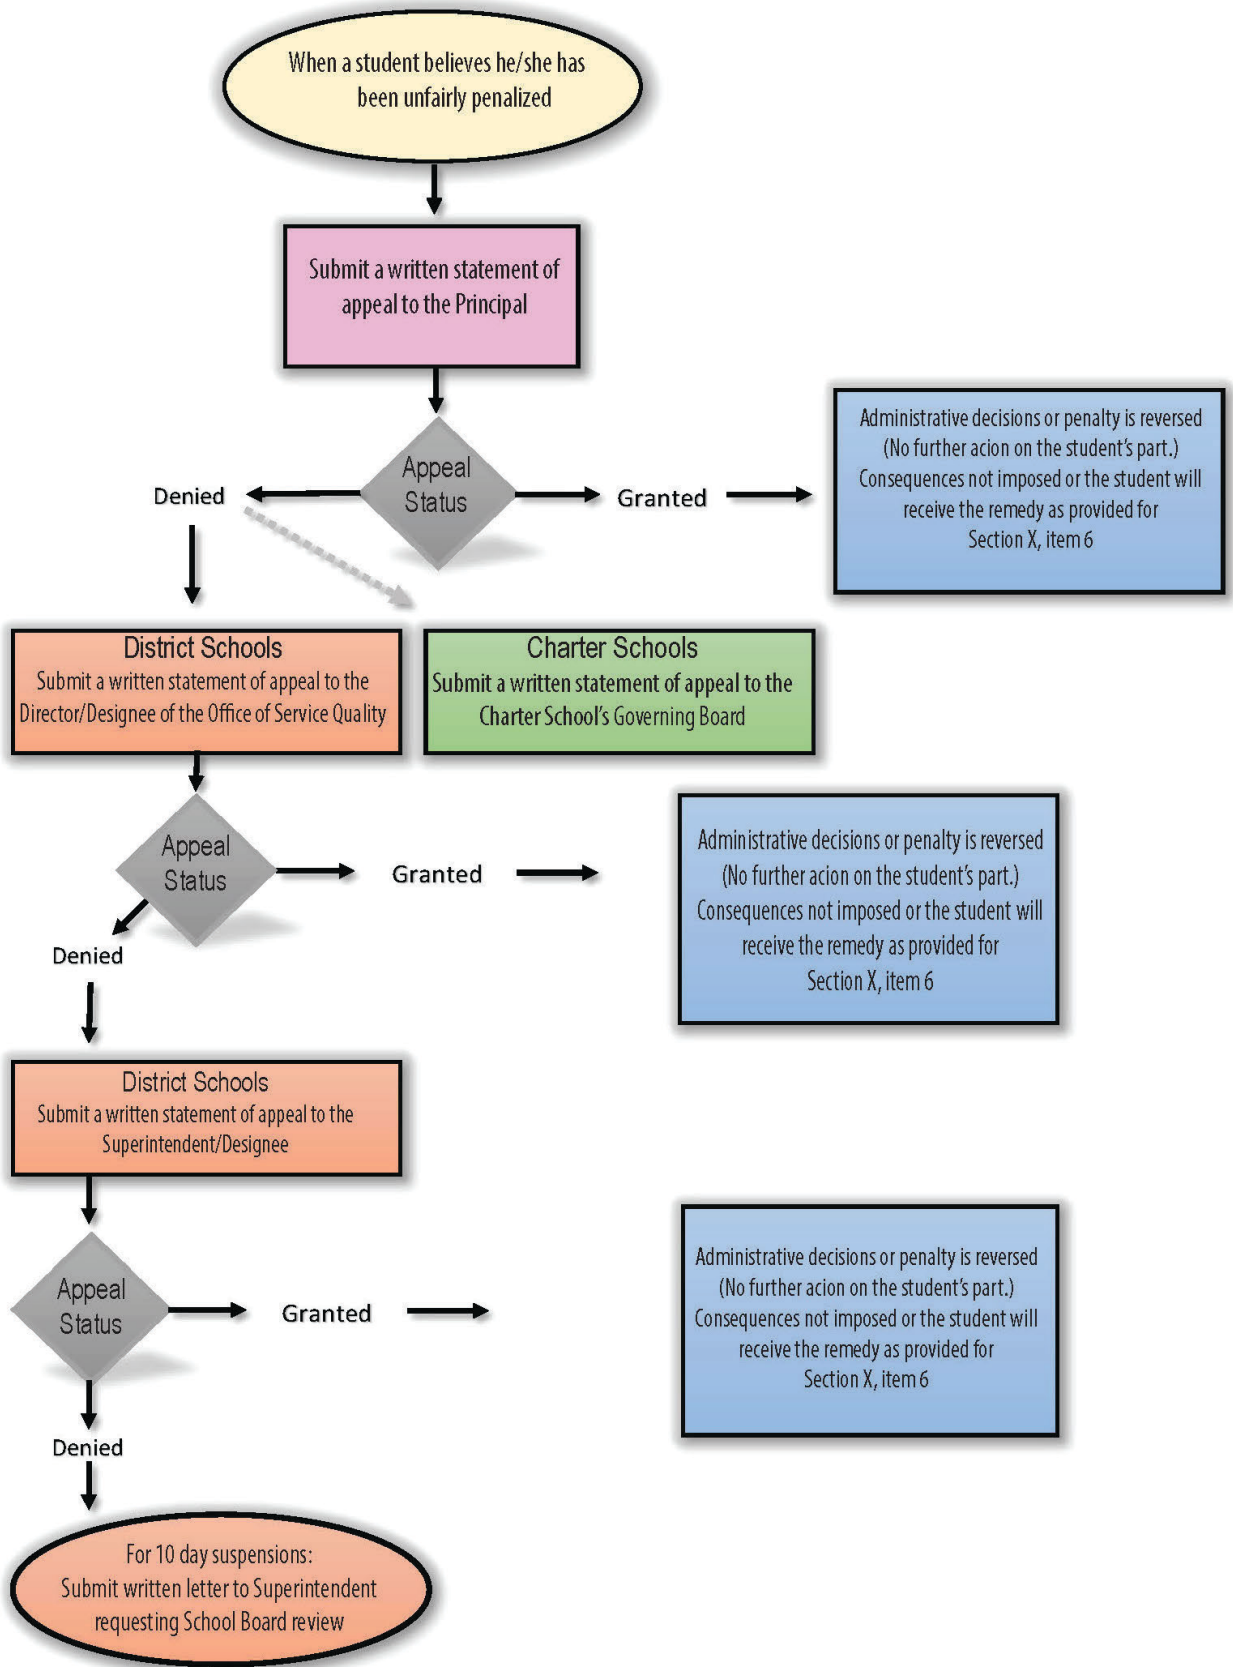 When a student believes he/she has
been unfairly penalized
Submit a written statement of
appeal to the Principal
Appeal
Status
Denied
Granted
Administrative decisions or penalty is reversed
(No further acion on the student's part.)
Consequences not imposed or the student will
receive the remedy as provided for
Section X, item 6
District Schools
Submit a written statement of appeal to the
Director/Designee of the Office of Service Quality
Charter Schools
Submit a written statement of appeal to the
Charter School's Governing Board
Appeal
Status
Granted
Administrative decisions or penalty is reversed
(No further acion on the student's part.)
Consequences not imposed or the student will
receive the remedy as provided for
Section X, item 6
Denied
District Schools
Submit a written statement of appeal to the
Superintendent/Designee
Appeal
Status
Granted
Administrative decisions or penalty is reversed
(No further acion on the student's part.)
Consequences not imposed or the student will
receive the remedy as provided for
Section X, item 6
Denied
For 10 day suspensions:
Submit written letter to Superintendent
requesting School Board review